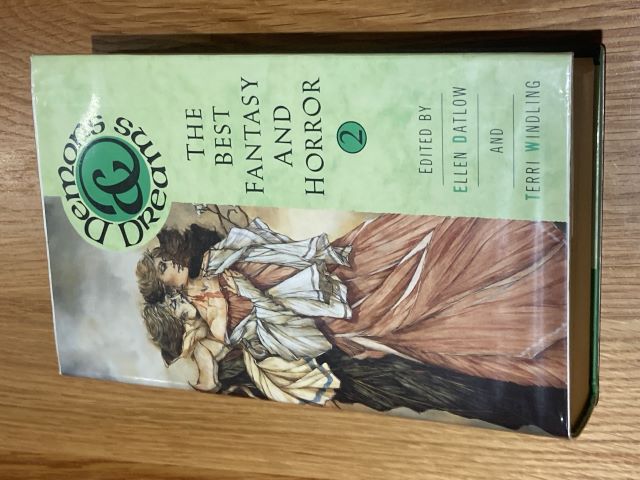 Demons
&
Dreams
THE
BEST
FANTASY
AND
HORROR
2
EDITED BY
ELLEN DATLOW
AND
TERRI WINDLING